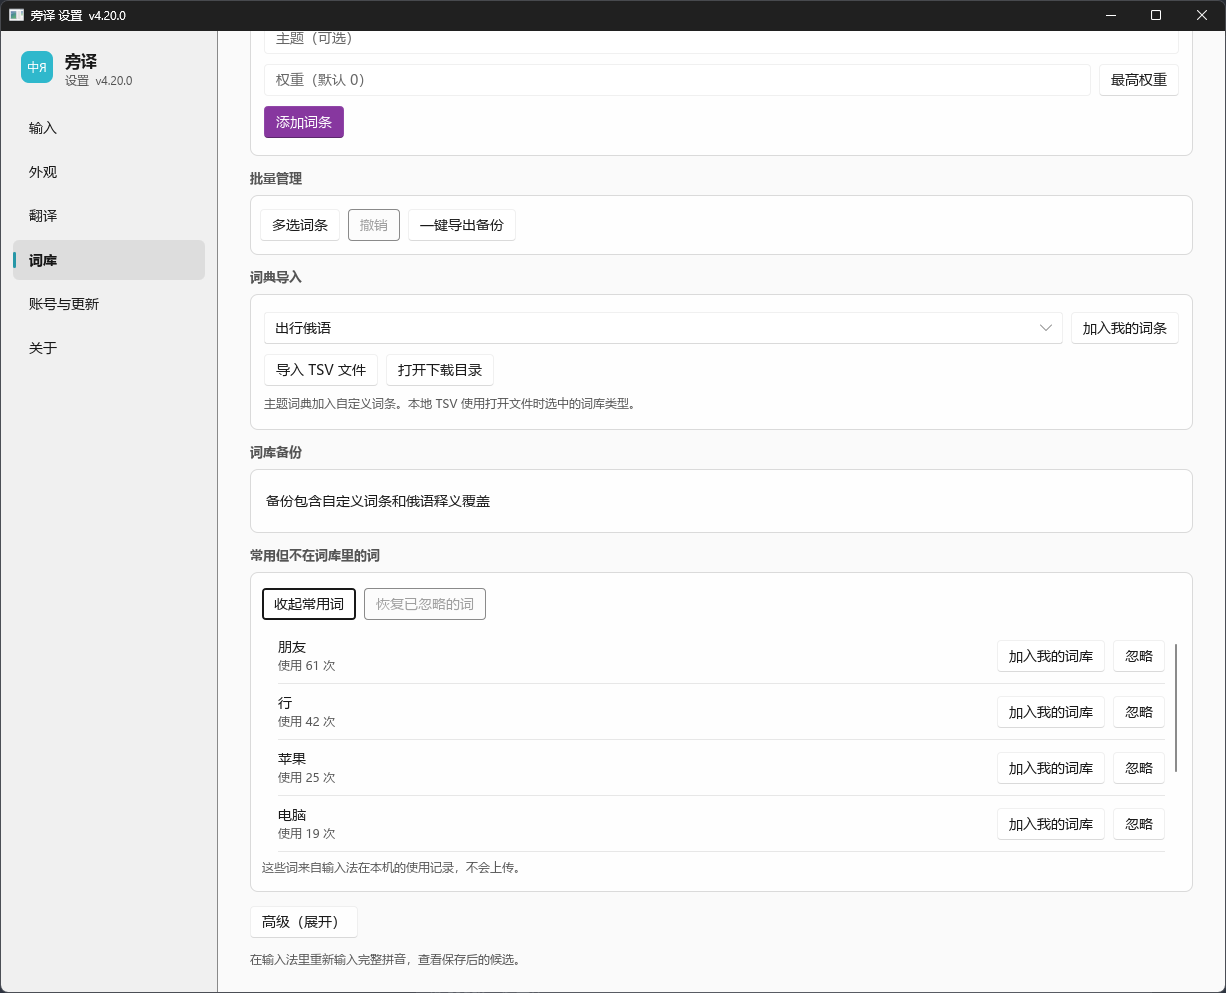 旁译 设置 v4.20.0
中Я
旁译
设置 v4.20.0
输入
外观
翻译
词库
账号与更新
关于
主题（可选）
权重（默认 0）
最高权重
添加词条
批量管理
多选词条
撤销
一键导出备份
词典导入
出行俄语
加入我的词条
导入 TSV 文件
打开下载目录
主题词典加入自定义词条。本地 TSV 使用打开文件时选中的词库类型。
词库备份
备份包含自定义词条和俄语释义覆盖
常用但不在词库里的词
收起常用词
恢复已忽略的词
朋友
使用 61 次
加入我的词库
忽略
行
使用 42 次
加入我的词库
忽略
苹果
使用 25 次
加入我的词库
忽略
电脑
使用 19 次
加入我的词库
忽略
这些词来自输入法在本机的使用记录，不会上传。
高级（展开）
在输入法里重新输入完整拼音，查看保存后的候选。